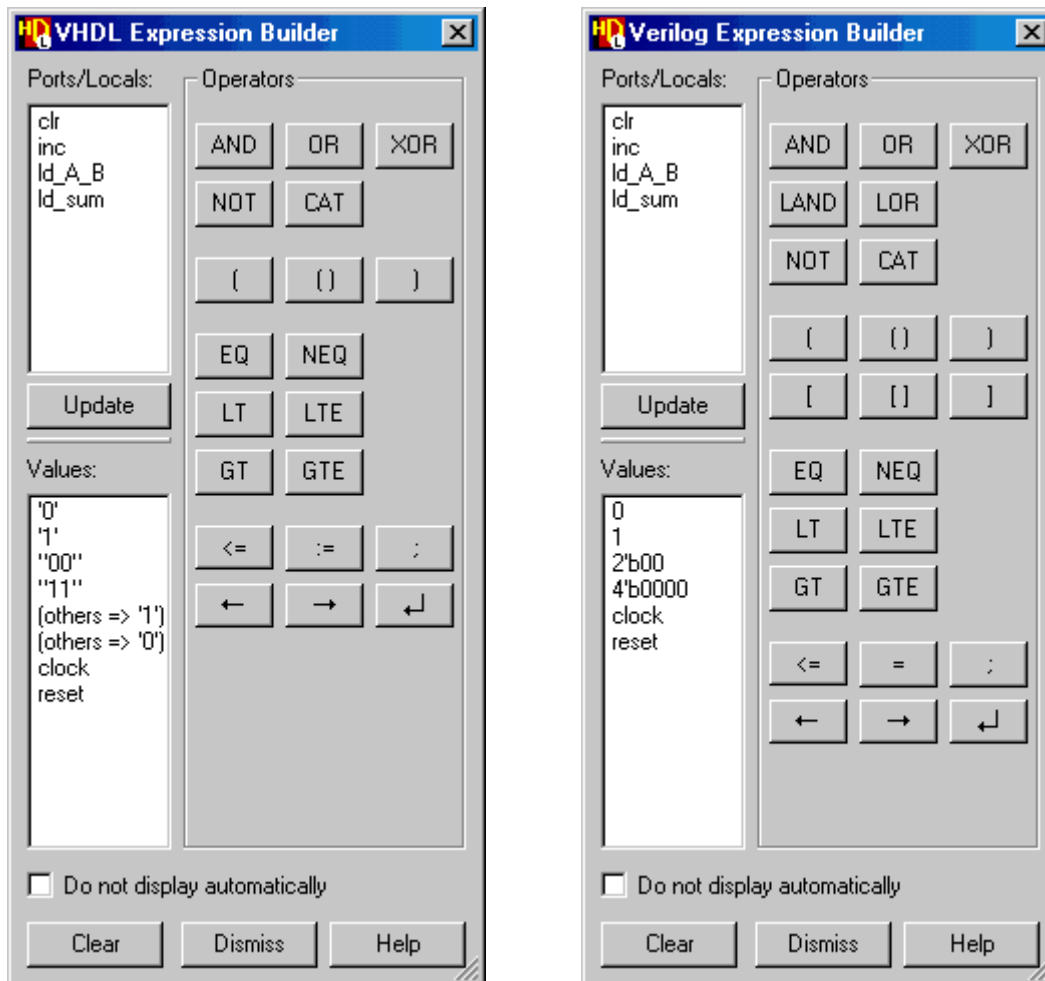 VHDL Expression Builder
Ports/Locals:
clr
inc
ld_A_B
ld_sum
Update
Values:
'0'
'1'
"00"
"11"
(others => '1')
(others => '0')
clock
reset
Operators
AND OR XOR
NOT CAT
( () )
EQ NEQ
LT LTE
GT GTE
<= := ;
← → ↵
Do not display automatically
Clear Dismiss Help
Verilog Expression Builder
Ports/Locals:
clr
inc
ld_A_B
ld_sum
Update
Values:
0
1
2'b00
4'b0000
clock
reset
Operators
AND OR XOR
LAND LOR
NOT CAT
( () )
[ [] ]
EQ NEQ
LT LTE
GT GTE
<= = ;
← → ↵
Do not display automatically
Clear Dismiss Help